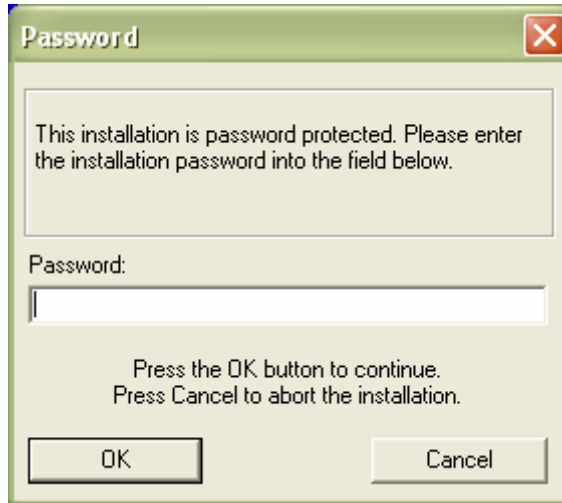 Password
This installation is password protected. Please enter
the installation password into the field below.
Password:
Press the OK button to continue.
Press Cancel to abort the installation.
OK
Cancel